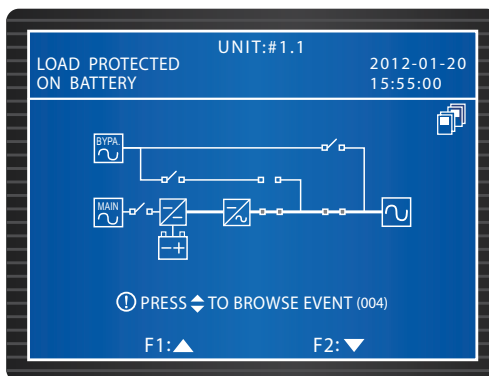 UNIT:#1.1
LOAD PROTECTED
2012-01-20
ON BATTERY
15:55:00
BYPA.
MAIN
PRESS TO BROWSE EVENT (004)
F1:
F2: